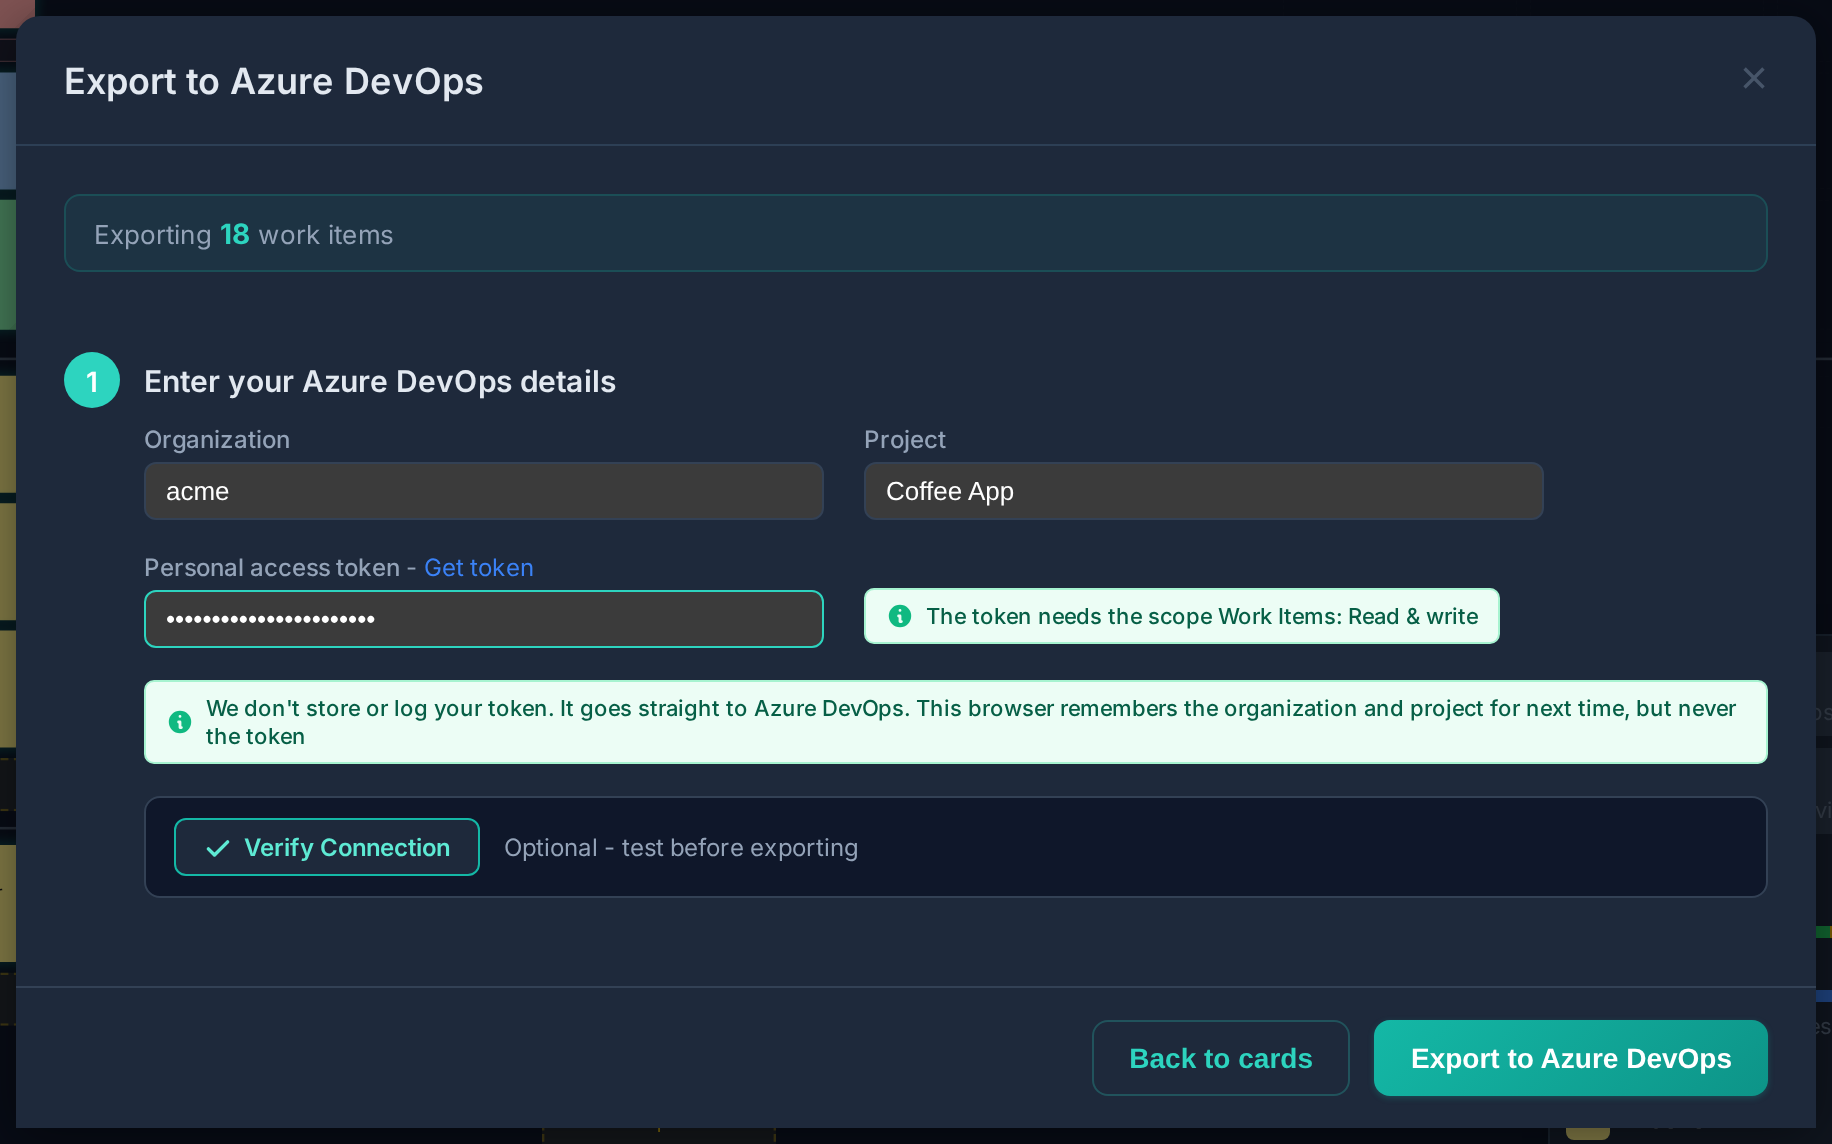 Export to Azure DevOps
Exporting 18 work items
1
Enter your Azure DevOps details
Organization
Project
acme
Coffee App
Personal access token - Get token
•••••••••••••••••••••••
The token needs the scope Work Items: Read & write
We don't store or log your token. It goes straight to Azure DevOps. This browser remembers the organization and project for next time, but never
the token
Verify Connection
Optional - test before exporting
Back to cards
Export to Azure DevOps